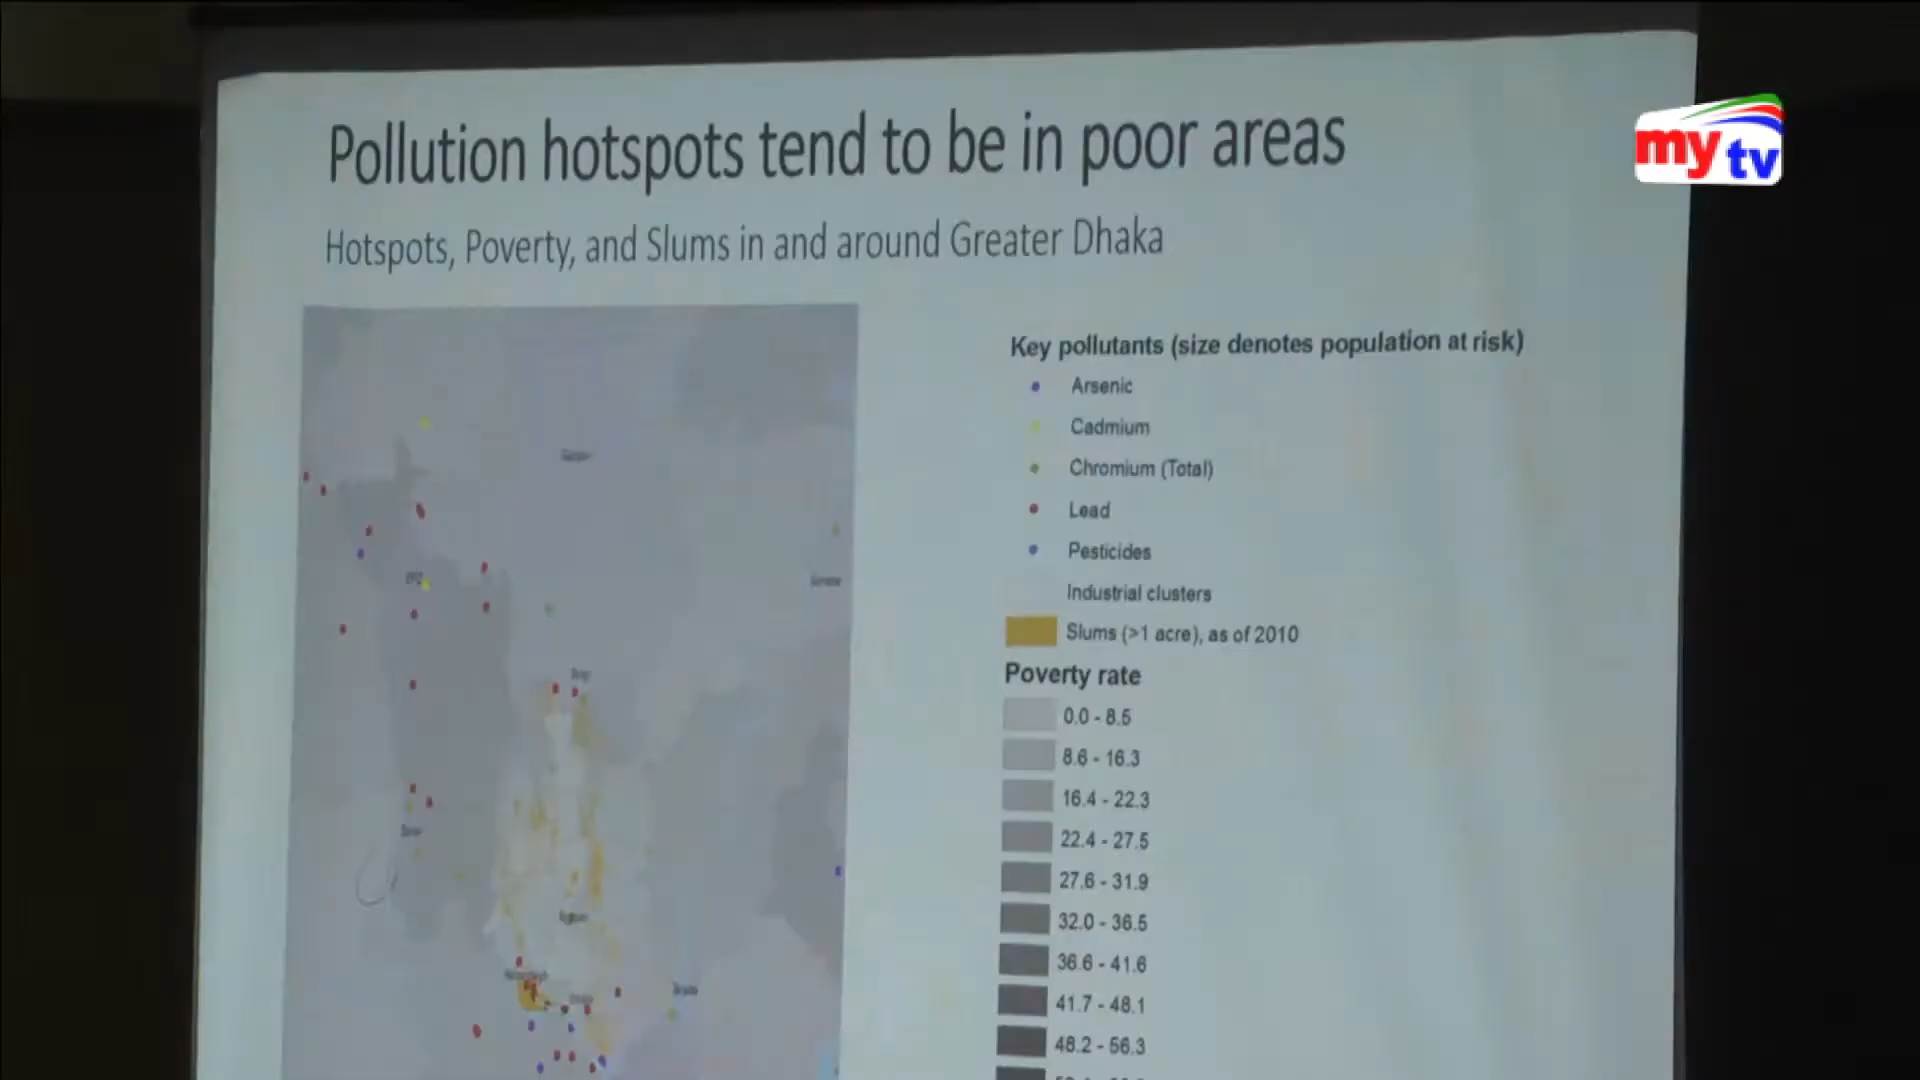 Pollution hotspots tend to be in poor areas
my tv
Hotspots, Poverty, and Slums in and around Greater Dhaka
Key pollutants (size denotes population at risk)
Arsenic
Cadmium
Chromium (Total)
Lead
Pesticides
Industrial clusters
Slums (>1 acre), as of 2010
Poverty rate
0.0 - 8.5
8.6 - 16.3
16.4 - 22.3
22.4 - 27.5
27.6 - 31.9
32.0 - 36.5
36.6 - 41.6
41.7 - 48.1
48.2 - 56.3